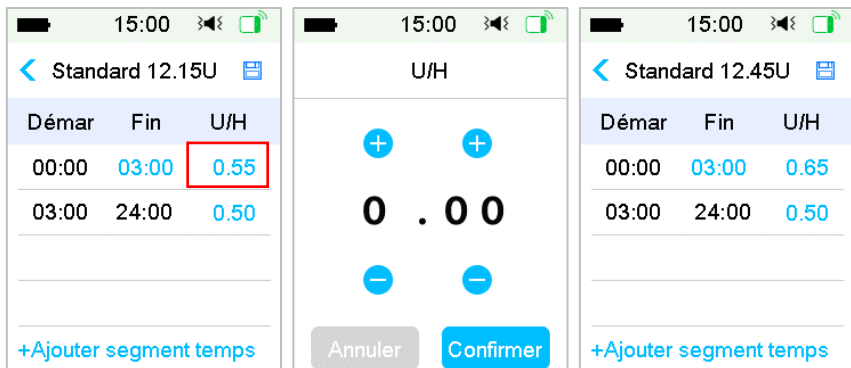 15:00
Standard 12.15U
Démar Fin U/H
00:00 03:00 0.55
03:00 24:00 0.50
+Ajouter segment temps
15:00
U/H
0 . 0 0
Annuler Confirmer
15:00
Standard 12.45U
Démar Fin U/H
00:00 03:00 0.65
03:00 24:00 0.50
+Ajouter segment temps